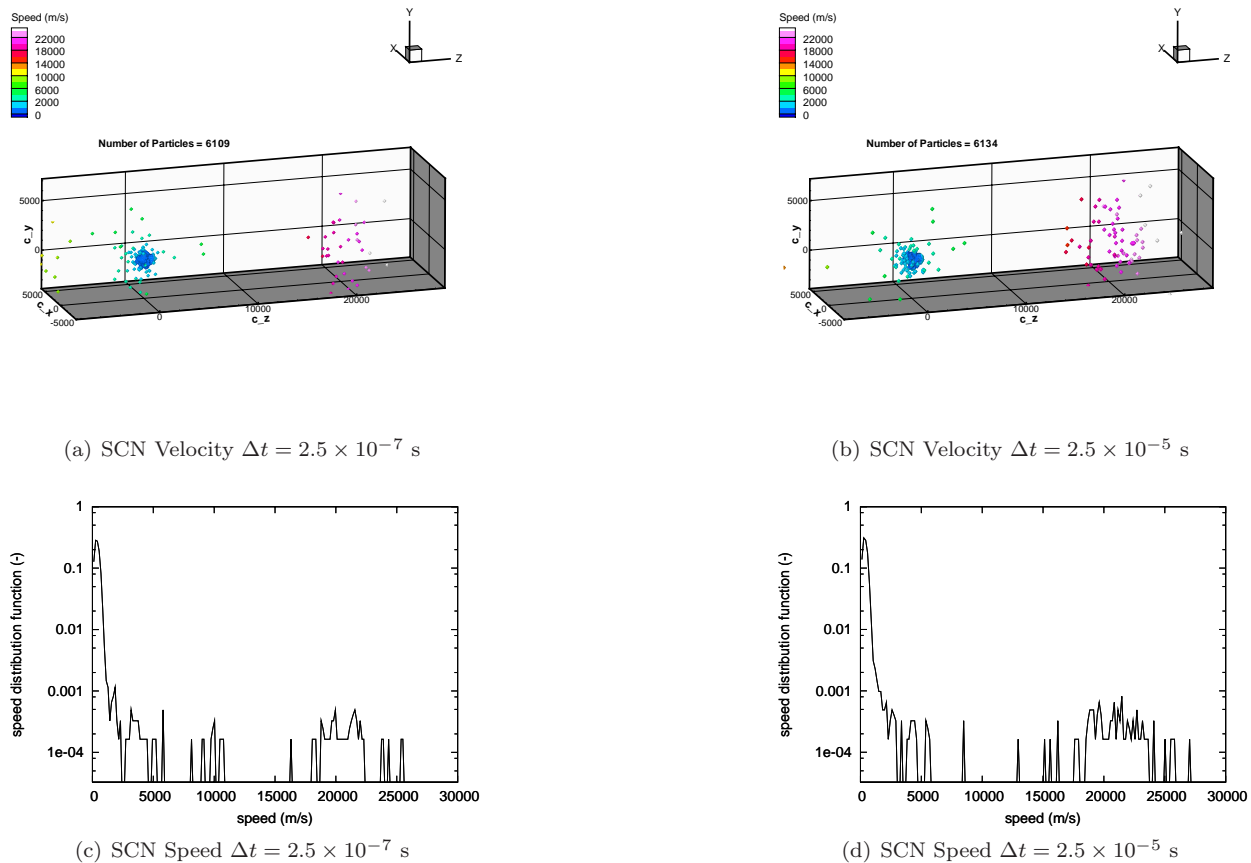 Speed (m/s)
22000
18000
14000
10000
6000
2000
0
Y
X
Z
Number of Particles = 6109
5000
0
c_y
5000
0
-5000
c_x
0
10000
20000
c_z
(a) SCN Velocity Δt = 2.5 × 10−7 s
Speed (m/s)
22000
18000
14000
10000
6000
2000
0
Y
X
Z
Number of Particles = 6134
5000
0
c_y
5000
0
-5000
c_x
0
10000
20000
c_z
(b) SCN Velocity Δt = 2.5 × 10−5 s
1
0.1
0.01
0.001
1e-04
speed distribution function (-)
0 5000 10000 15000 20000 25000 30000
speed (m/s)
(c) SCN Speed Δt = 2.5 × 10−7 s
1
0.1
0.01
0.001
1e-04
speed distribution function (-)
0 5000 10000 15000 20000 25000 30000
speed (m/s)
(d) SCN Speed Δt = 2.5 × 10−5 s